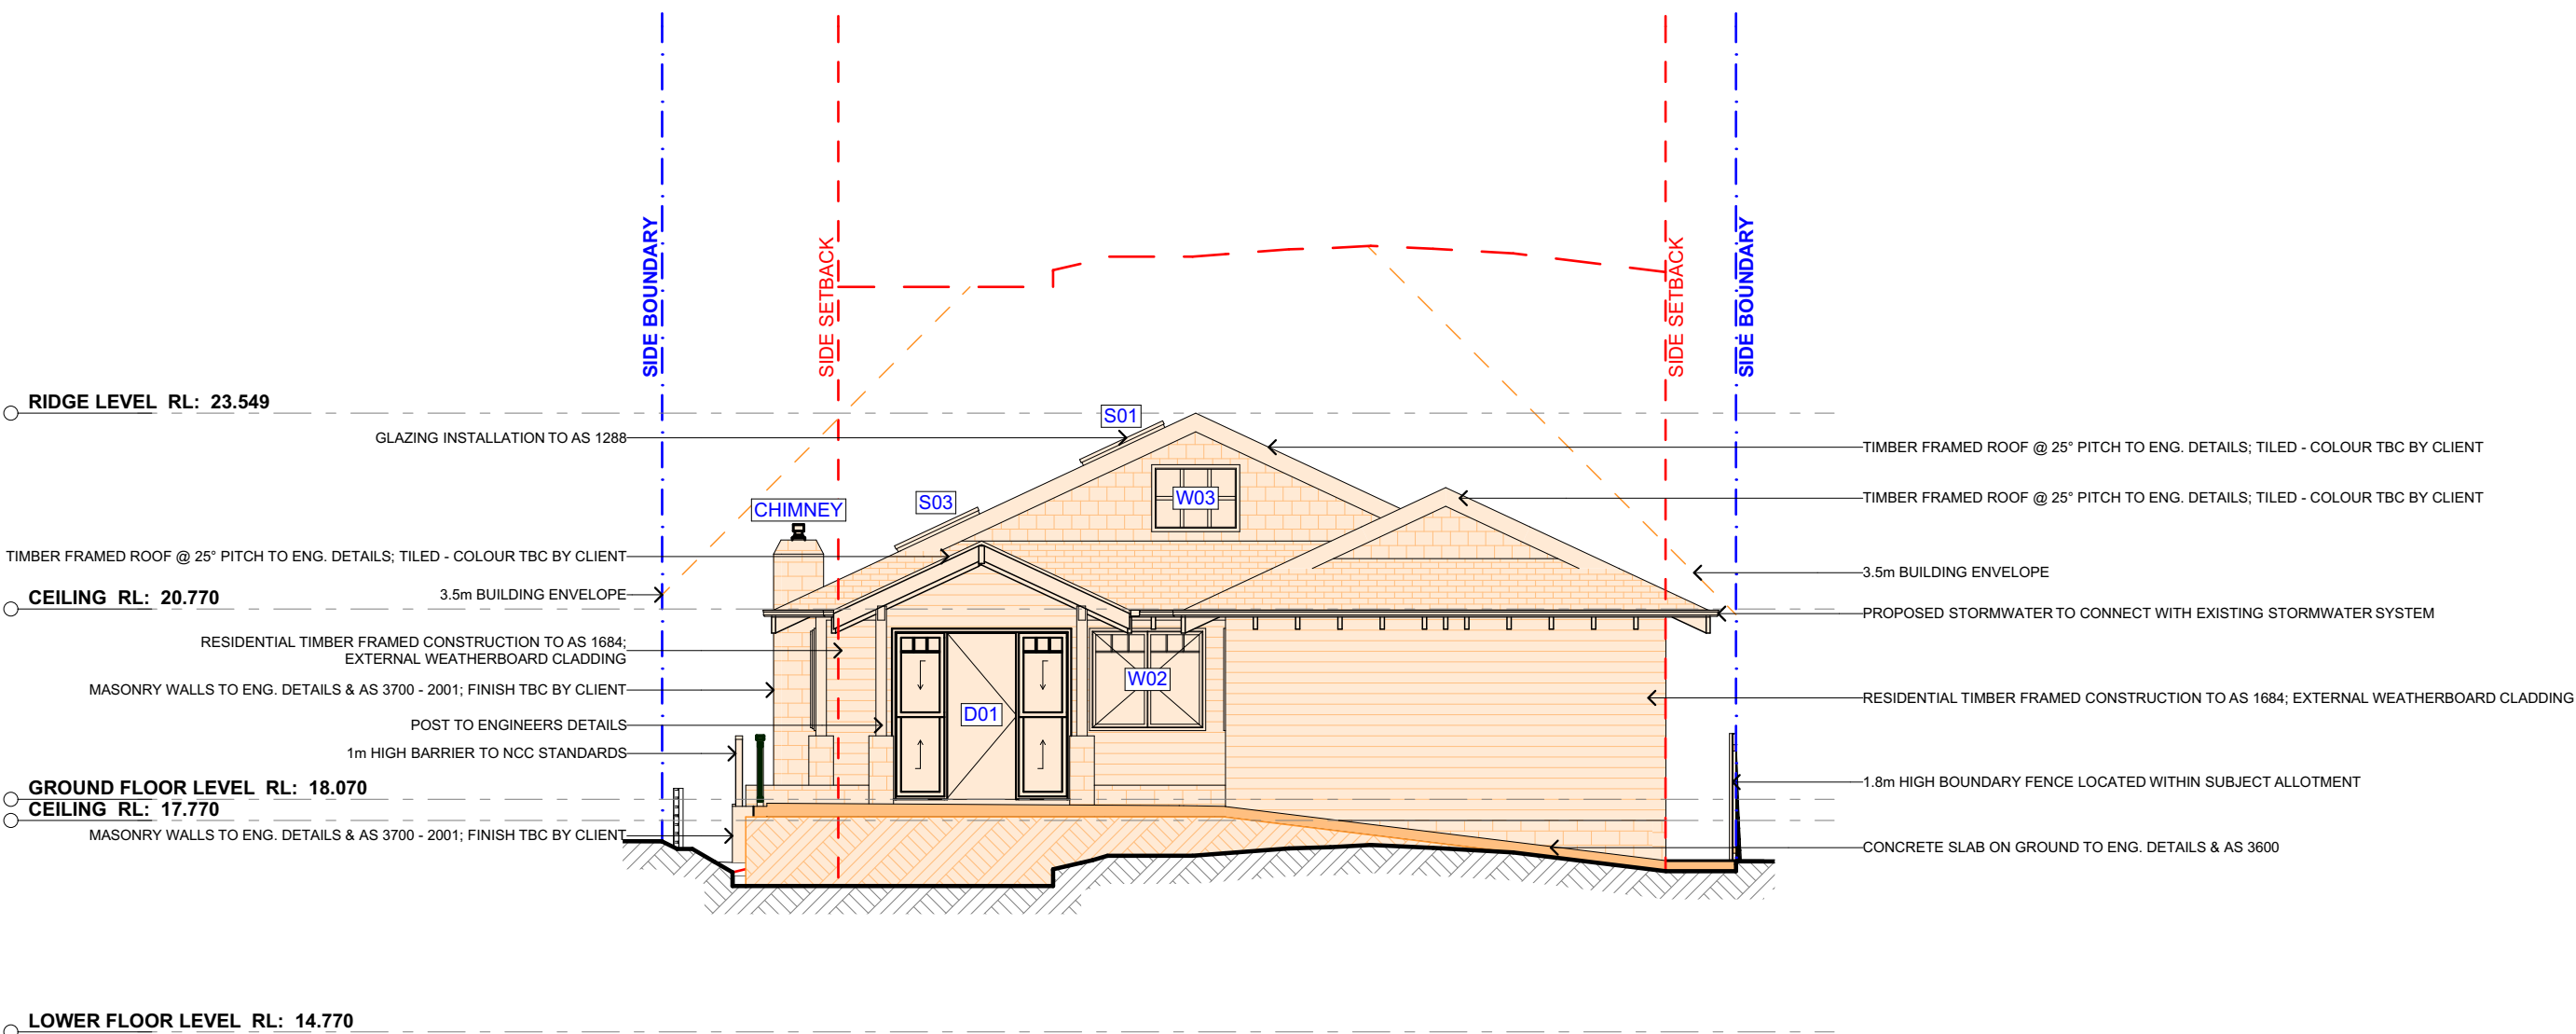 SIDE BOUNDARY
SIDE SETBACK
SIDE SETBACK
SIDE BOUNDARY
RIDGE LEVEL  RL:  23.549
S01
GLAZING INSTALLATION TO AS 1288
TIMBER FRAMED ROOF @ 25° PITCH TO ENG. DETAILS; TILED - COLOUR TBC BY CLIENT
W03
TIMBER FRAMED ROOF @ 25° PITCH TO ENG. DETAILS; TILED - COLOUR TBC BY CLIENT
S03
CHIMNEY
TIMBER FRAMED ROOF @ 25° PITCH TO ENG. DETAILS; TILED - COLOUR TBC BY CLIENT
3.5m BUILDING ENVELOPE
3.5m BUILDING ENVELOPE
CEILING  RL:  20.770
PROPOSED STORMWATER TO CONNECT WITH EXISTING STORMWATER SYSTEM
RESIDENTIAL TIMBER FRAMED CONSTRUCTION TO AS 1684;
EXTERNAL WEATHERBOARD CLADDING
W02
MASONRY WALLS TO ENG. DETAILS & AS 3700 - 2001; FINISH TBC BY CLIENT
RESIDENTIAL TIMBER FRAMED CONSTRUCTION TO AS 1684; EXTERNAL WEATHERBOARD CLADDING
D01
POST TO ENGINEERS DETAILS
1m HIGH BARRIER TO NCC STANDARDS
1.8m HIGH BOUNDARY FENCE LOCATED WITHIN SUBJECT ALLOTMENT
GROUND FLOOR LEVEL  RL:  18.070
CEILING  RL:  17.770
MASONRY WALLS TO ENG. DETAILS & AS 3700 - 2001; FINISH TBC BY CLIENT
CONCRETE SLAB ON GROUND TO ENG. DETAILS & AS 3600
LOWER FLOOR LEVEL  RL:  14.770